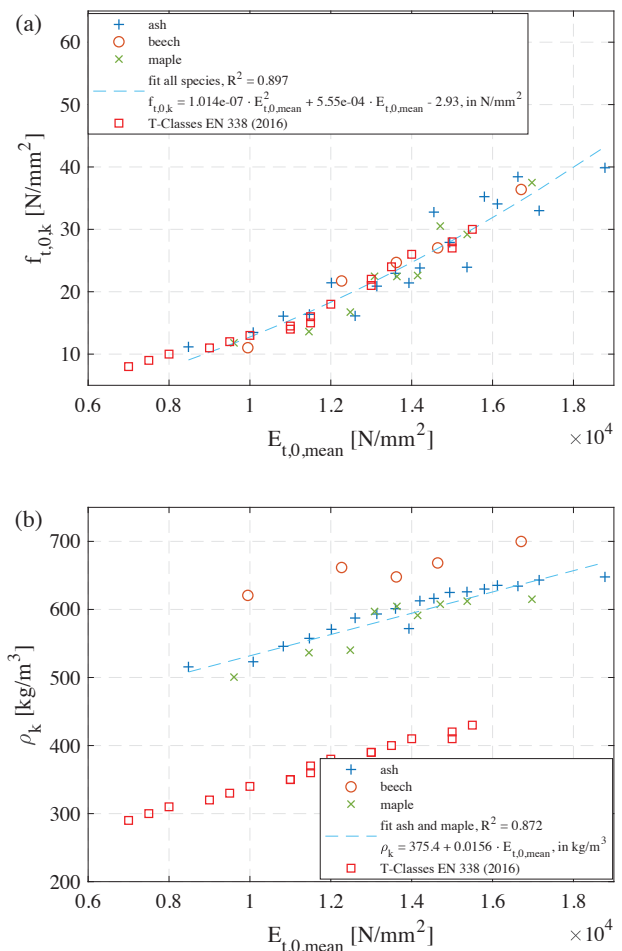 (a)
60
50
40
30
20
10
f_t,0,k [N/mm²]
ash
beech
maple
fit all species, R² = 0.897
f_t,0,k = 1.014e-07 · E²_t,0,mean + 5.55e-04 · E_t,0,mean - 2.93, in N/mm²
T-Classes EN 338 (2016)
0.6 0.8 1 1.2 1.4 1.6 1.8
E_t,0,mean [N/mm²]
×10⁴
(b)
700
600
500
400
300
200
ρ_k [kg/m³]
ash
beech
maple
fit ash and maple, R² = 0.872
ρ_k = 375.4 + 0.0156 · E_t,0,mean, in kg/m³
T-Classes EN 338 (2016)
0.6 0.8 1 1.2 1.4 1.6 1.8
E_t,0,mean [N/mm²]
×10⁴